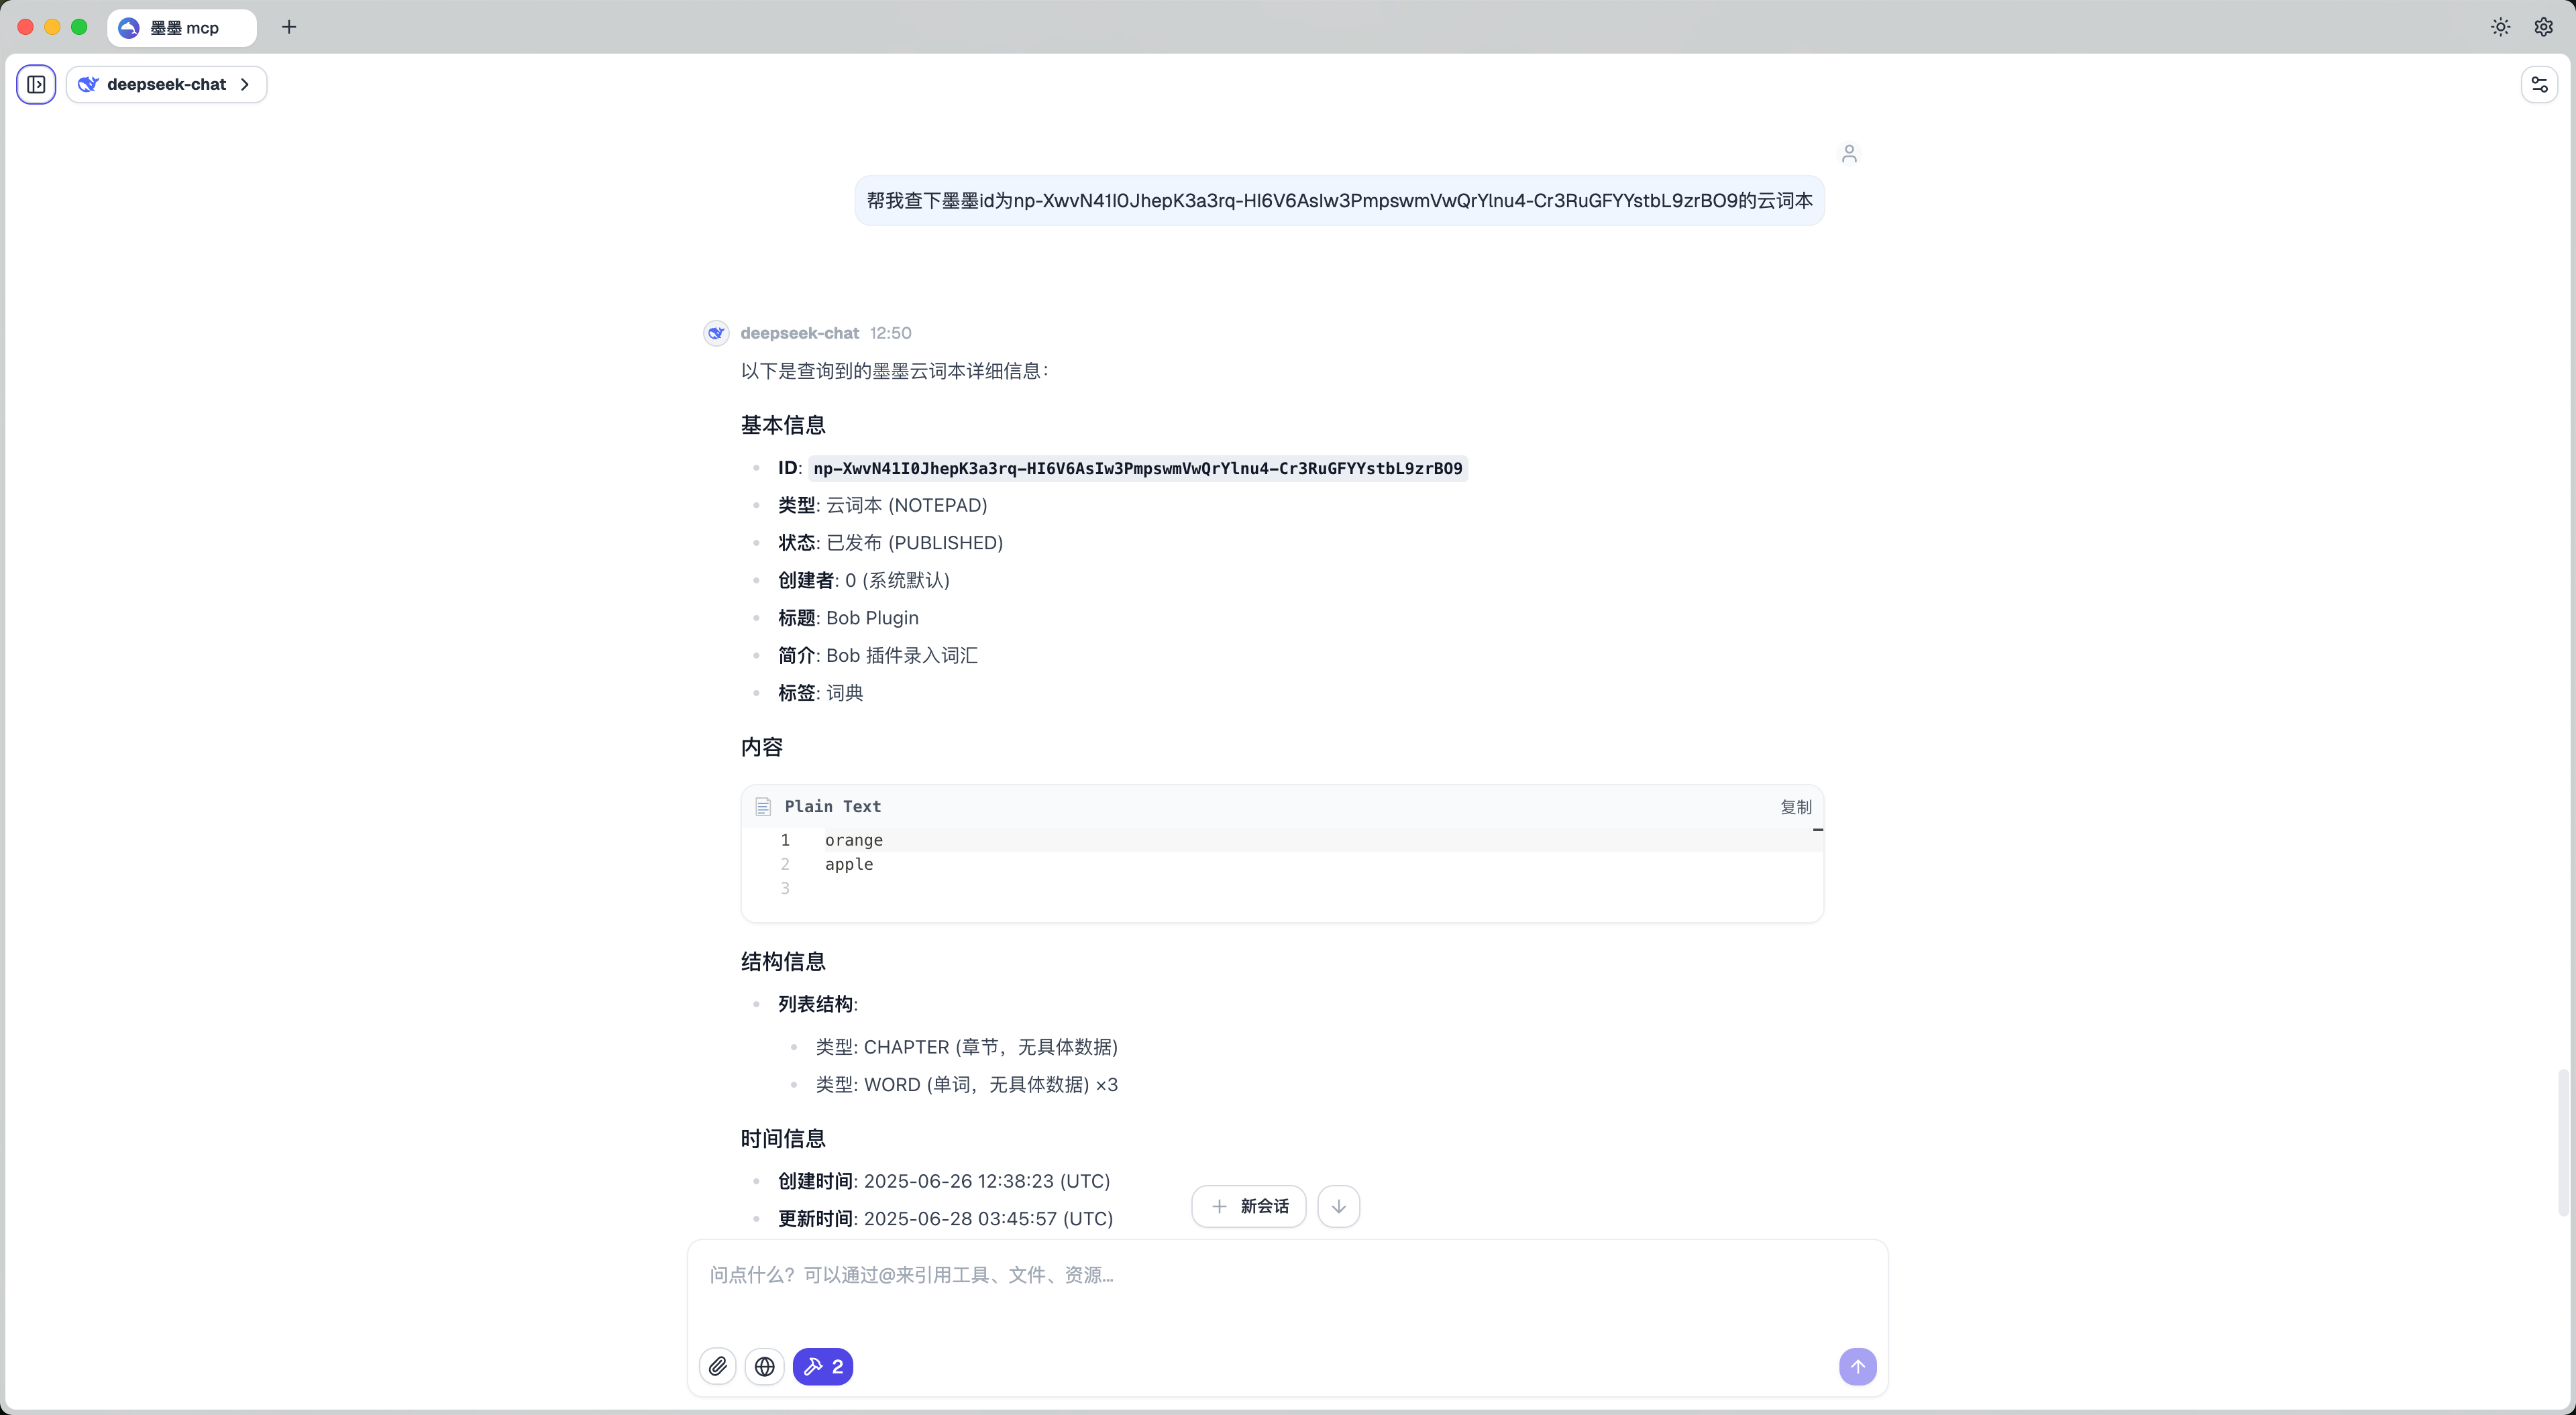 墨墨 mcp
deepseek-chat
帮我查下墨墨id为np-XwvN41I0JhepK3a3rq-HI6V6AsIw3PmpswmVwQrYlnu4-Cr3RuGFYYstbL9zrBO9的云词本
deepseek-chat 12:50
以下是查询到的墨墨云词本详细信息：
基本信息
ID: np-XwvN41I0JhepK3a3rq-HI6V6AsIw3PmpswmVwQrYlnu4-Cr3RuGFYYstbL9zrBO9
类型: 云词本 (NOTEPAD)
状态: 已发布 (PUBLISHED)
创建者: 0 (系统默认)
标题: Bob Plugin
简介: Bob 插件录入词汇
标签: 词典
内容
Plain Text 复制
1 orange
2 apple
3
结构信息
列表结构:
类型: CHAPTER (章节，无具体数据)
类型: WORD (单词，无具体数据) ×3
时间信息
创建时间: 2025-06-26 12:38:23 (UTC)
更新时间: 2025-06-28 03:45:57 (UTC)
新会话
问点什么？可以通过@来引用工具、文件、资源...
2